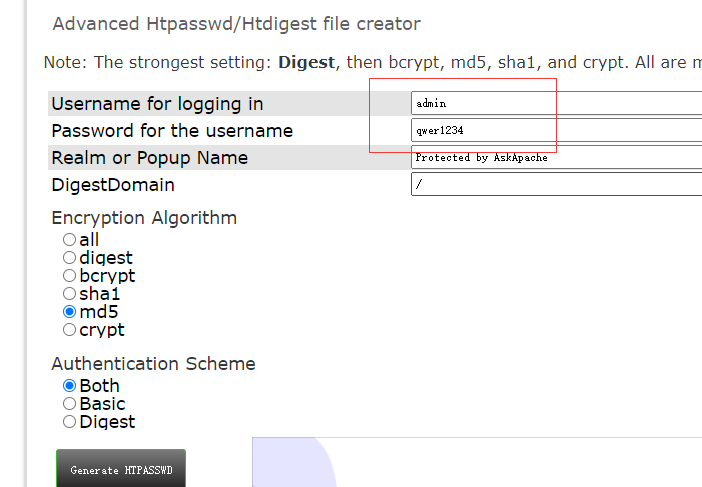 Advanced Htpasswd/Htdigest file creator
Note: The strongest setting: Digest, then bcrypt, md5, sha1, and crypt. All are
Username for logging in admin
Password for the username qwer1234
Realm or Popup Name Protected by AskApache
DigestDomain /
Encryption Algorithm
all
digest
bcrypt
sha1
md5
crypt
Authentication Scheme
Both
Basic
Digest
Generate HTPASSWD